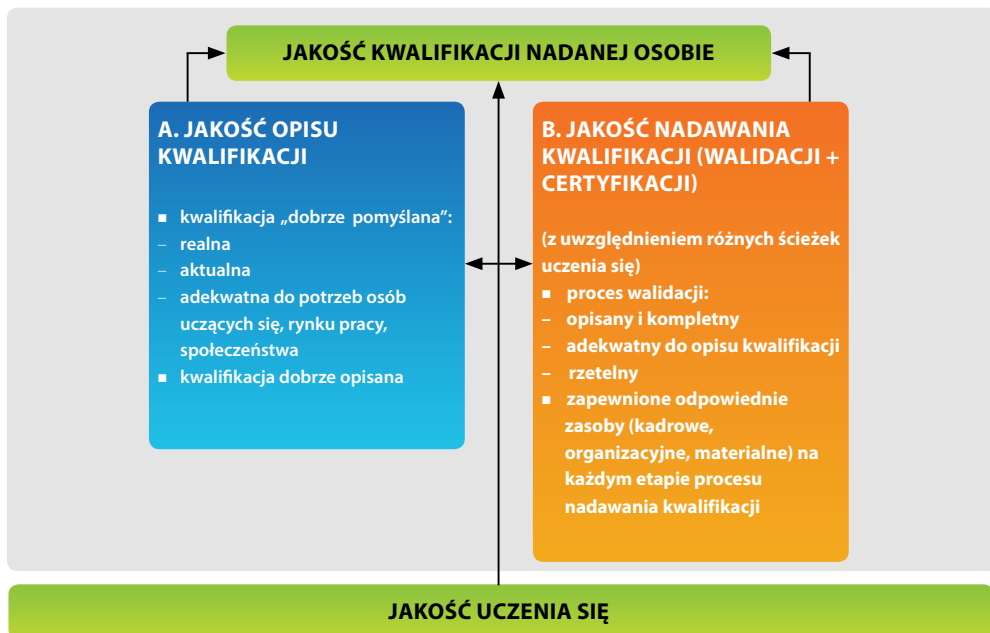 JAKOŚĆ KWALIFIKACJI NADANEJ OSOBIE
A. JAKOŚĆ OPISU
KWALIFIKACJI
■ kwalifikacja „dobrze pomyślana”:
– realna
– aktualna
– adekwatna do potrzeb osób
uczących się, rynku pracy,
społeczeństwa
■ kwalifikacja dobrze opisana
B. JAKOŚĆ NADAWANIA
KWALIFIKACJI (WALIDACJI +
CERTYFIKACJI)
(z uwzględnieniem różnych ścieżek
uczenia się)
■ proces walidacji:
– opisany i kompletny
– adekwatny do opisu kwalifikacji
– rzetelny
■ zapewnione odpowiednie
zasoby (kadrowe,
organizacyjne, materialne) na
każdym etapie procesu
nadawania kwalifikacji
JAKOŚĆ UCZENIA SIĘ